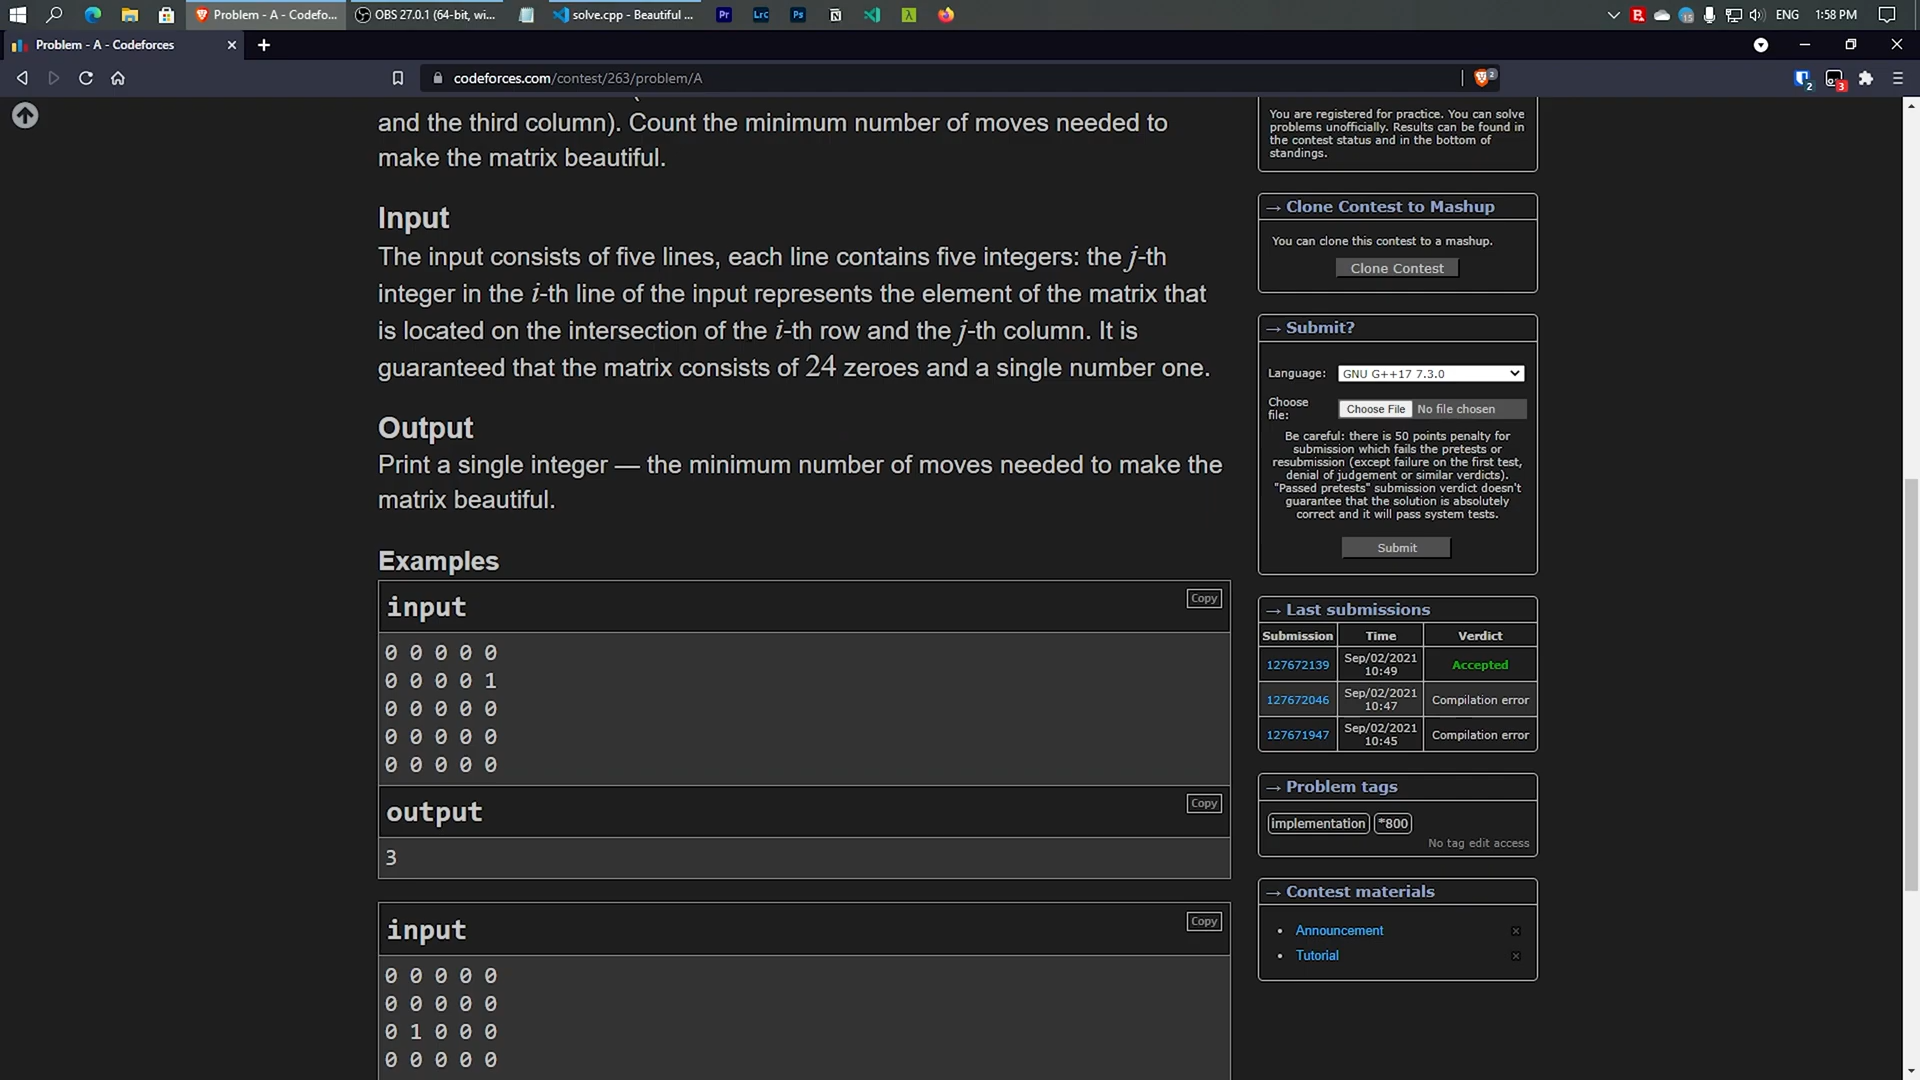 Problem - A - Codefo...
OBS 27.0.1 (64-bit, wi...
solve.cpp - Beautiful ...
Pr
Lrc
Ps
ENG
1:58 PM
Problem - A - Codeforces
codeforces.com/contest/263/problem/A
2
2
3
and the third column). Count the minimum number of moves needed to
make the matrix beautiful.
Input
The input consists of five lines, each line contains five integers: the j-th
integer in the i-th line of the input represents the element of the matrix that
is located on the intersection of the i-th row and the j-th column. It is
guaranteed that the matrix consists of 24 zeroes and a single number one.
Output
Print a single integer — the minimum number of moves needed to make the
matrix beautiful.
Examples
input
Copy
0 0 0 0 0
0 0 0 0 1
0 0 0 0 0
0 0 0 0 0
0 0 0 0 0
output
Copy
3
input
Copy
0 0 0 0 0
0 0 0 0 0
0 1 0 0 0
0 0 0 0 0
You are registered for practice. You can solve
problems unofficially. Results can be found in
the contest status and in the bottom of
standings.
→ Clone Contest to Mashup
You can clone this contest to a mashup.
Clone Contest
→ Submit?
Language: GNU G++17 7.3.0
Choose
file:
Choose File No file chosen
Be careful: there is 50 points penalty for
submission which fails the pretests or
resubmission (except failure on the first test,
denial of judgement or similar verdicts).
"Passed pretests" submission verdict doesn't
guarantee that the solution is absolutely
correct and it will pass system tests.
Submit
→ Last submissions
Submission Time Verdict
127672139 Sep/02/2021 10:49 Accepted
127672046 Sep/02/2021 10:47 Compilation error
127671947 Sep/02/2021 10:45 Compilation error
→ Problem tags
implementation *800
No tag edit access
→ Contest materials
Announcement
Tutorial